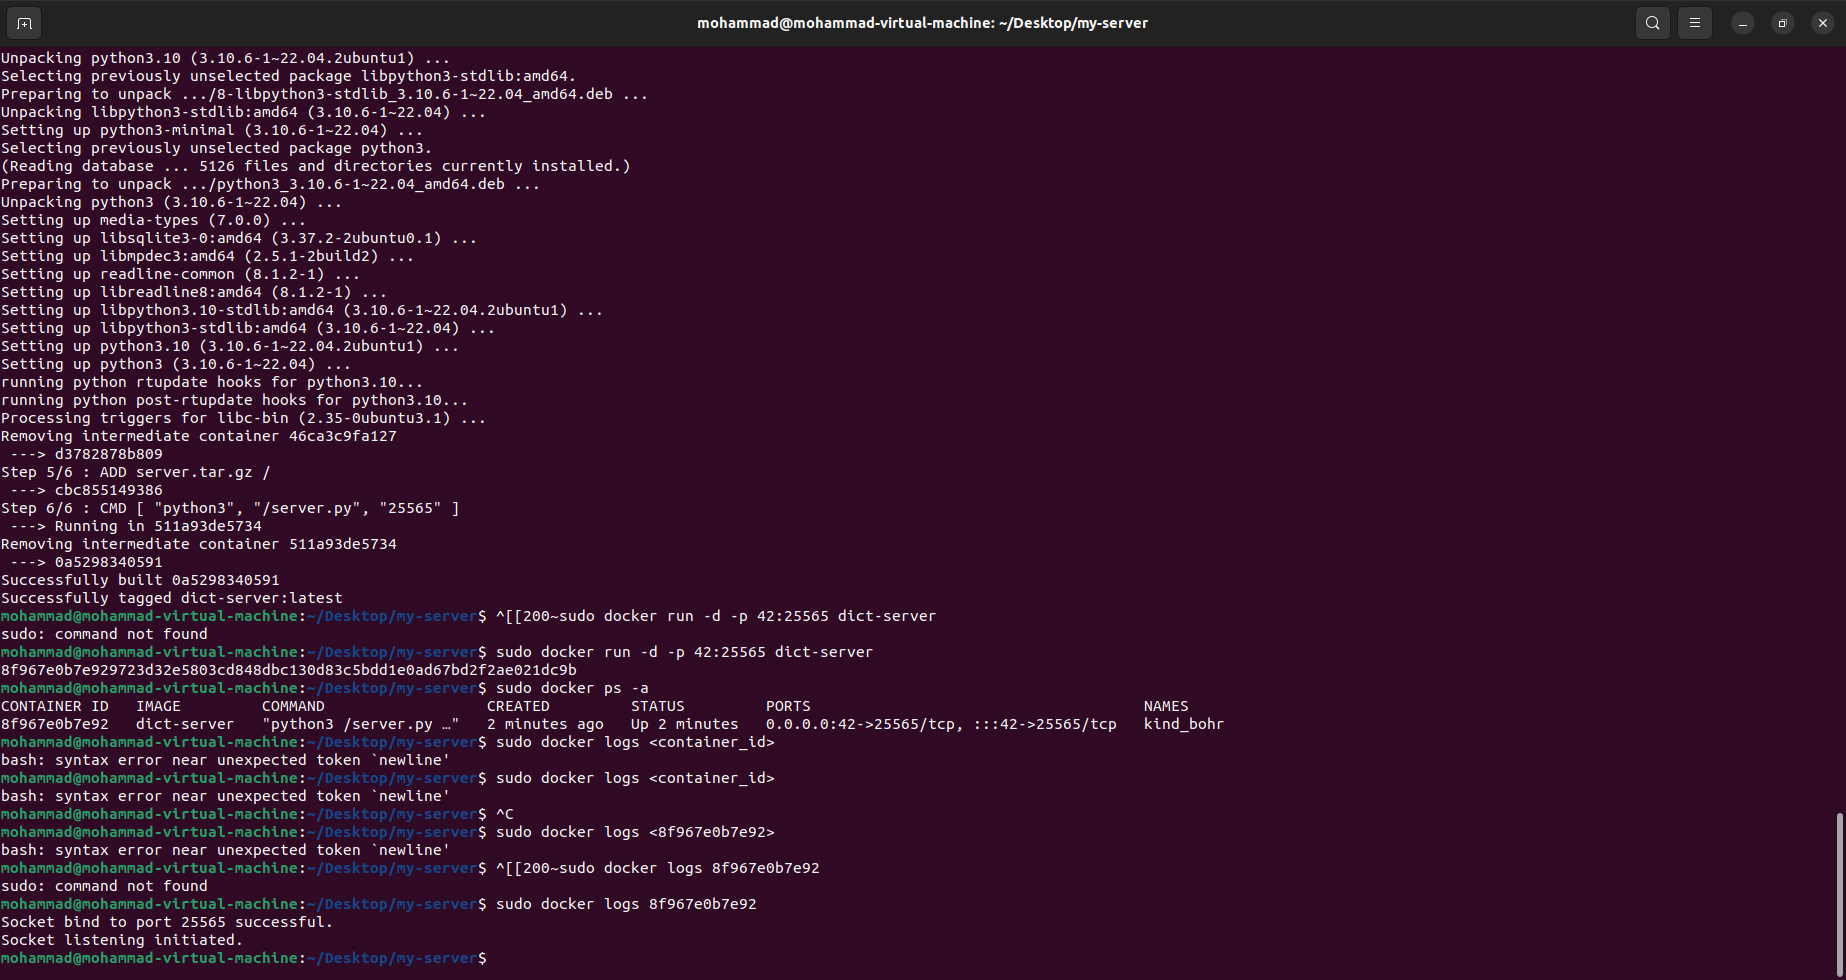 mohammad@mohammad-virtual-machine: ~/Desktop/my-server
Unpacking python3.10 (3.10.6-1~22.04.2ubuntu1) ...
Selecting previously unselected package libpython3-stdlib:amd64.
Preparing to unpack .../8-libpython3-stdlib_3.10.6-1~22.04_amd64.deb ...
Unpacking libpython3-stdlib:amd64 (3.10.6-1~22.04) ...
Setting up python3-minimal (3.10.6-1~22.04) ...
Selecting previously unselected package python3.
(Reading database ... 5126 files and directories currently installed.)
Preparing to unpack .../python3_3.10.6-1~22.04_amd64.deb ...
Unpacking python3 (3.10.6-1~22.04) ...
Setting up media-types (7.0.0) ...
Setting up libsqlite3-0:amd64 (3.37.2-2ubuntu0.1) ...
Setting up libmpdec3:amd64 (2.5.1-2build2) ...
Setting up readline-common (8.1.2-1) ...
Setting up libreadline8:amd64 (8.1.2-1) ...
Setting up libpython3.10-stdlib:amd64 (3.10.6-1~22.04.2ubuntu1) ...
Setting up libpython3-stdlib:amd64 (3.10.6-1~22.04) ...
Setting up python3.10 (3.10.6-1~22.04.2ubuntu1) ...
Setting up python3 (3.10.6-1~22.04) ...
running python rtupdate hooks for python3.10...
running python post-rtupdate hooks for python3.10...
Processing triggers for libc-bin (2.35-0ubuntu3.1) ...
Removing intermediate container 46ca3c9fa127
 ---> d3782878b809
Step 5/6 : ADD server.tar.gz /
 ---> cbc855149386
Step 6/6 : CMD [ "python3", "/server.py", "25565" ]
 ---> Running in 511a93de5734
Removing intermediate container 511a93de5734
 ---> 0a5298340591
Successfully built 0a5298340591
Successfully tagged dict-server:latest
mohammad@mohammad-virtual-machine:~/Desktop/my-server$ ^[[200~sudo docker run -d -p 42:25565 dict-server
sudo: command not found
mohammad@mohammad-virtual-machine:~/Desktop/my-server$ sudo docker run -d -p 42:25565 dict-server
8f967e0b7e929723d32e5803cd848dbc130d83c5bdd1e0ad67bd2f2ae021dc9b
mohammad@mohammad-virtual-machine:~/Desktop/my-server$ sudo docker ps -a
CONTAINER ID   IMAGE         COMMAND                  CREATED         STATUS         PORTS                                     NAMES
8f967e0b7e92   dict-server   "python3 /server.py …"   2 minutes ago   Up 2 minutes   0.0.0.0:42->25565/tcp, :::42->25565/tcp   kind_bohr
mohammad@mohammad-virtual-machine:~/Desktop/my-server$ sudo docker logs <container_id>
bash: syntax error near unexpected token `newline'
mohammad@mohammad-virtual-machine:~/Desktop/my-server$ sudo docker logs <container_id>
bash: syntax error near unexpected token `newline'
mohammad@mohammad-virtual-machine:~/Desktop/my-server$ ^C
mohammad@mohammad-virtual-machine:~/Desktop/my-server$ sudo docker logs <8f967e0b7e92>
bash: syntax error near unexpected token `newline'
mohammad@mohammad-virtual-machine:~/Desktop/my-server$ ^[[200~sudo docker logs 8f967e0b7e92
sudo: command not found
mohammad@mohammad-virtual-machine:~/Desktop/my-server$ sudo docker logs 8f967e0b7e92
Socket bind to port 25565 successful.
Socket listening initiated.
mohammad@mohammad-virtual-machine:~/Desktop/my-server$